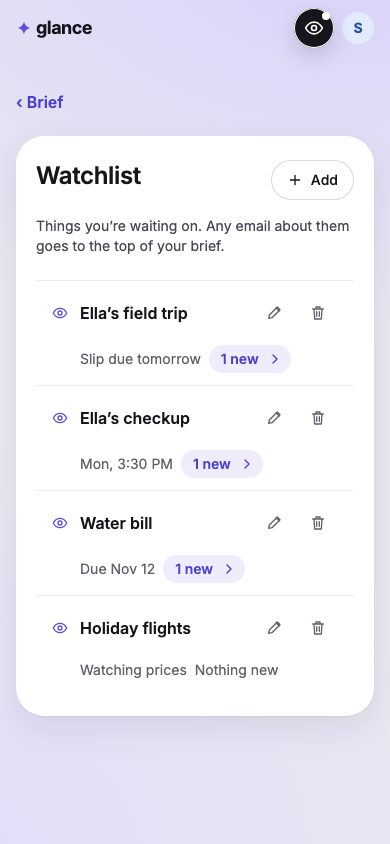 glance
S
‹ Brief
Watchlist
+ Add
Things you’re waiting on. Any email about them
goes to the top of your brief.
Ella’s field trip
Slip due tomorrow 1 new
Ella’s checkup
Mon, 3:30 PM 1 new
Water bill
Due Nov 12 1 new
Holiday flights
Watching prices Nothing new